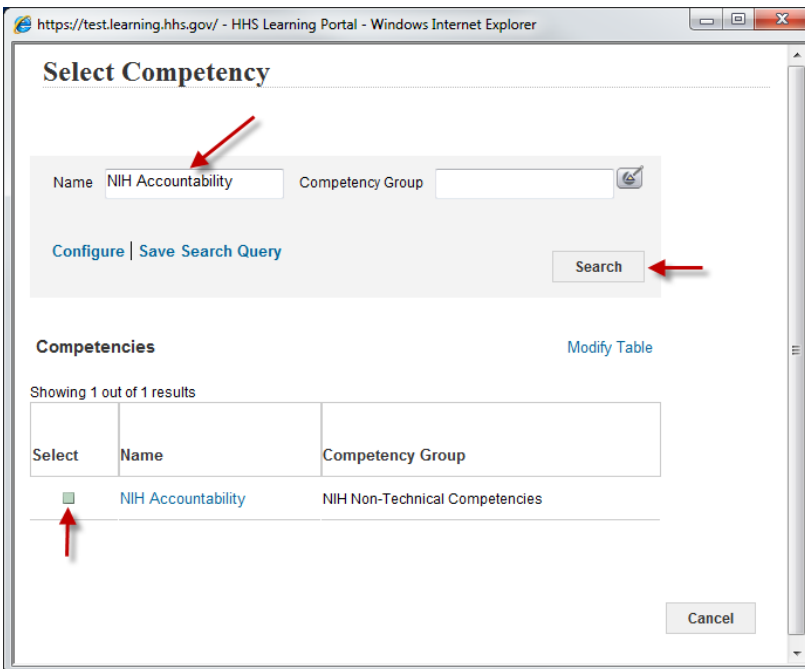 https://test.learning.hhs.gov/ - HHS Learning Portal - Windows Internet Explorer
Select Competency
Name NIH Accountability Competency Group
Configure | Save Search Query
Search
Competencies Modify Table
Showing 1 out of 1 results
Select Name Competency Group
NIH Accountability NIH Non-Technical Competencies
Cancel